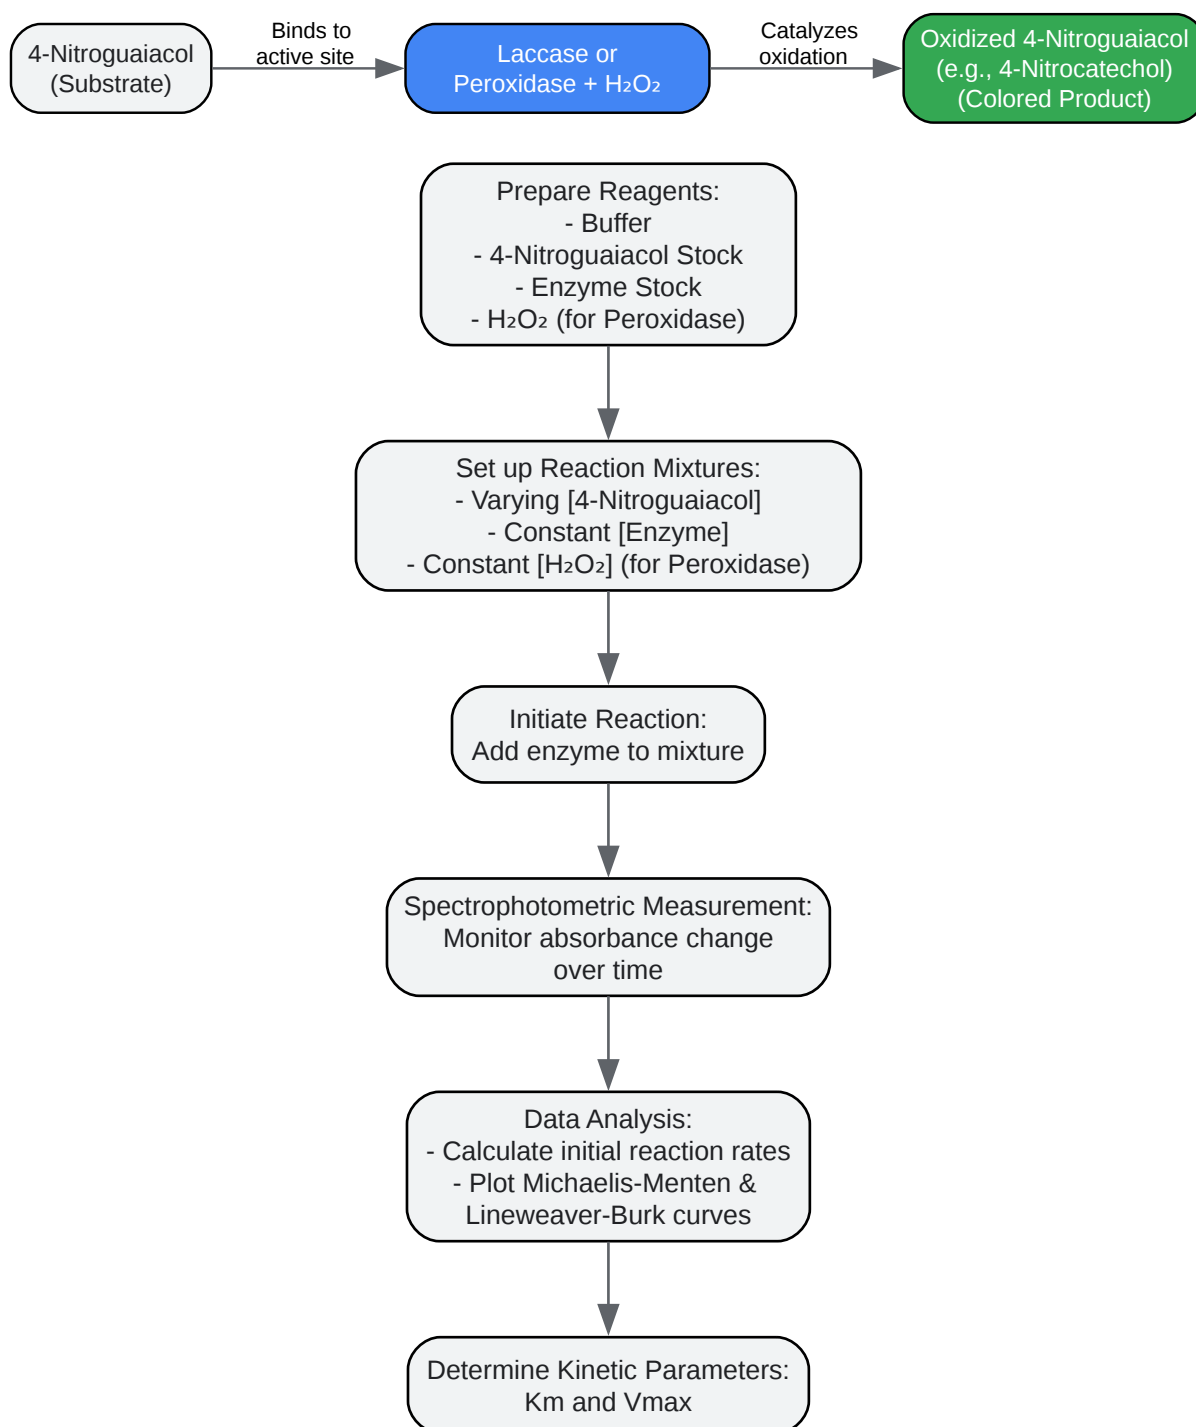 4-Nitroguaiacol
(Substrate)
Binds to
active site
Laccase or
Peroxidase + H₂O₂
Catalyzes
oxidation
Oxidized 4-Nitroguaiacol
(e.g., 4-Nitrocatechol)
(Colored Product)
Prepare Reagents:
- Buffer
- 4-Nitroguaiacol Stock
- Enzyme Stock
- H₂O₂ (for Peroxidase)
Set up Reaction Mixtures:
- Varying [4-Nitroguaiacol]
- Constant [Enzyme]
- Constant [H₂O₂] (for Peroxidase)
Initiate Reaction:
Add enzyme to mixture
Spectrophotometric Measurement:
Monitor absorbance change
over time
Data Analysis:
- Calculate initial reaction rates
- Plot Michaelis-Menten &
Lineweaver-Burk curves
Determine Kinetic Parameters:
Km and Vmax